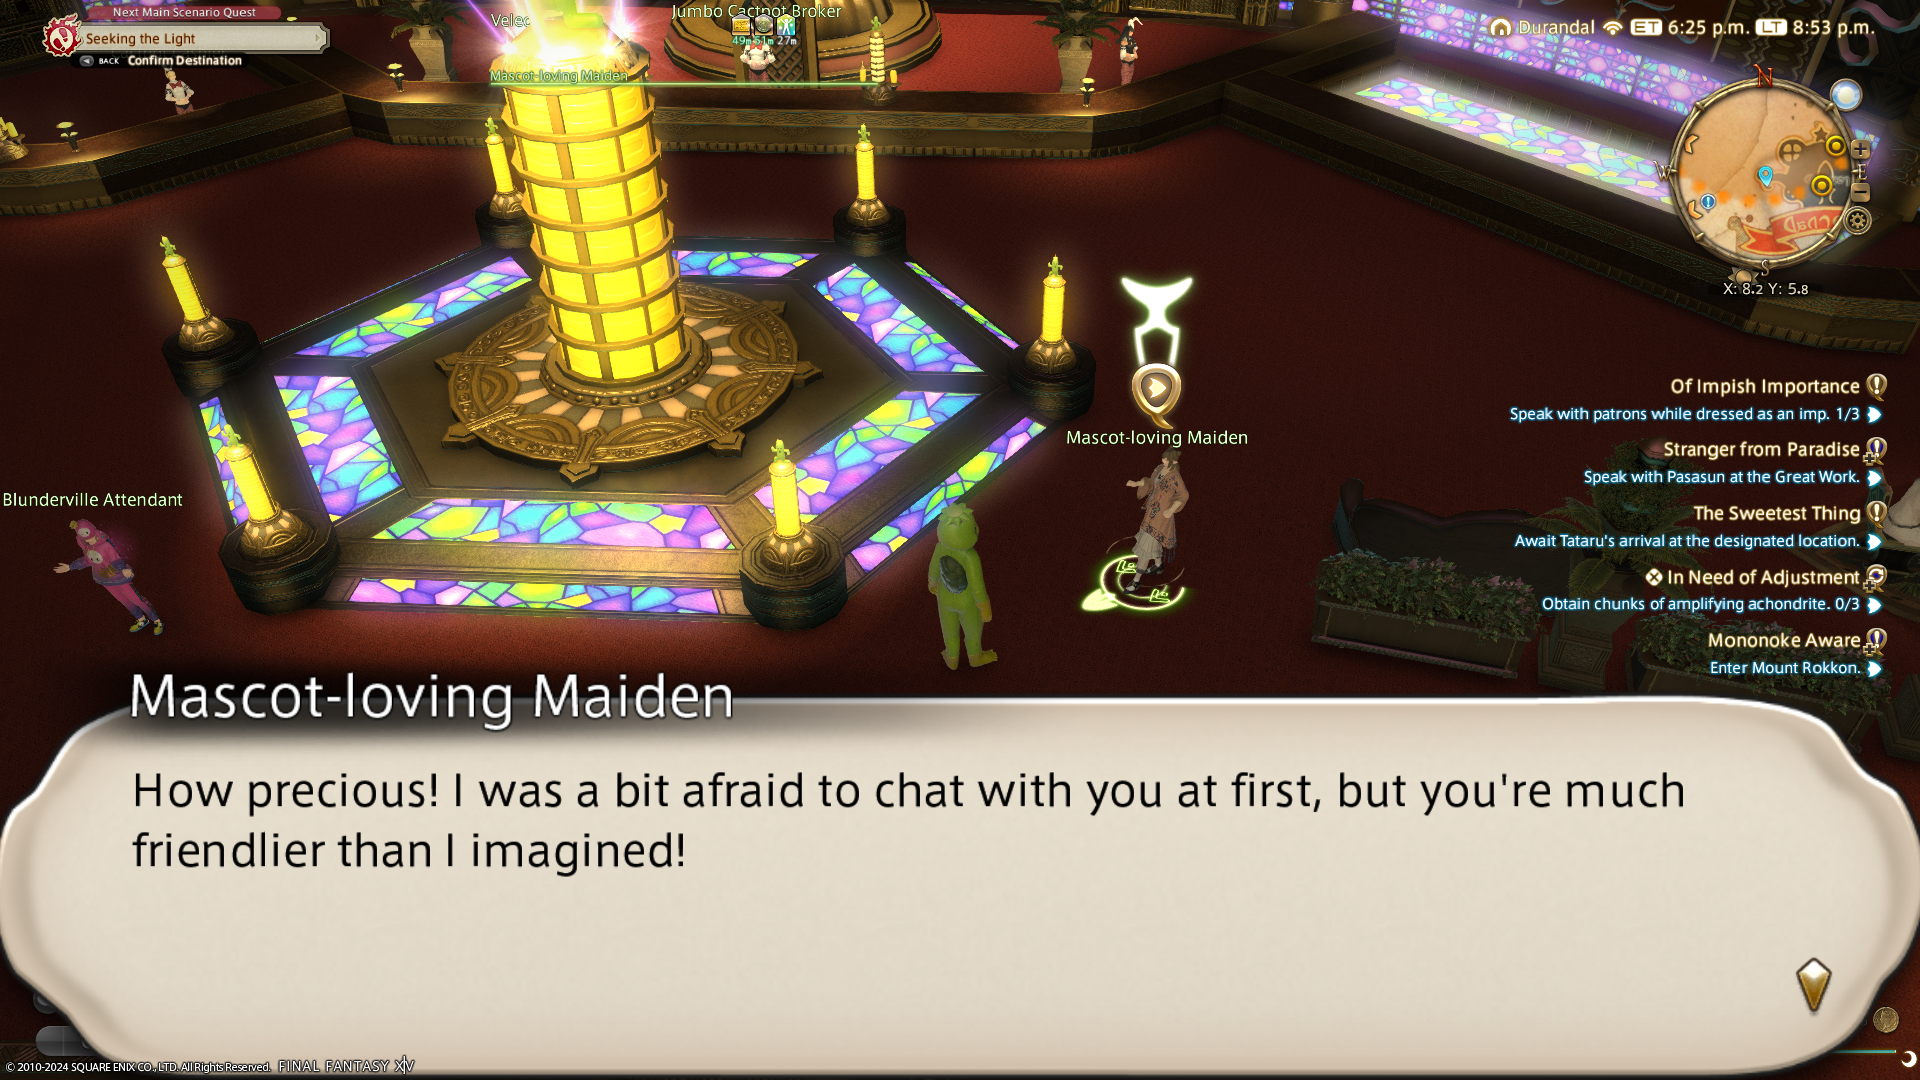 Next Main Scenario Quest
Seeking the Light
BACK Confirm Destination
Velec
Jumbo Cactpot Broker
49m 51m 27m
Mascot-loving Maiden
Durandal ET 6:25 p.m. LT 8:53 p.m.
N
W
E
S
X: 8.2 Y: 5.8
Of Impish Importance
Speak with patrons while dressed as an imp. 1/3
Stranger from Paradise
Speak with Pasasun at the Great Work.
The Sweetest Thing
Await Tataru's arrival at the designated location.
In Need of Adjustment
Obtain chunks of amplifying achondrite. 0/3
Mononoke Aware
Enter Mount Rokkon.
Mascot-loving Maiden
Blunderville Attendant
Mascot-loving Maiden
How precious! I was a bit afraid to chat with you at first, but you're much
friendlier than I imagined!
© 2010-2024 SQUARE ENIX CO., LTD. All Rights Reserved. FINAL FANTASY XIV